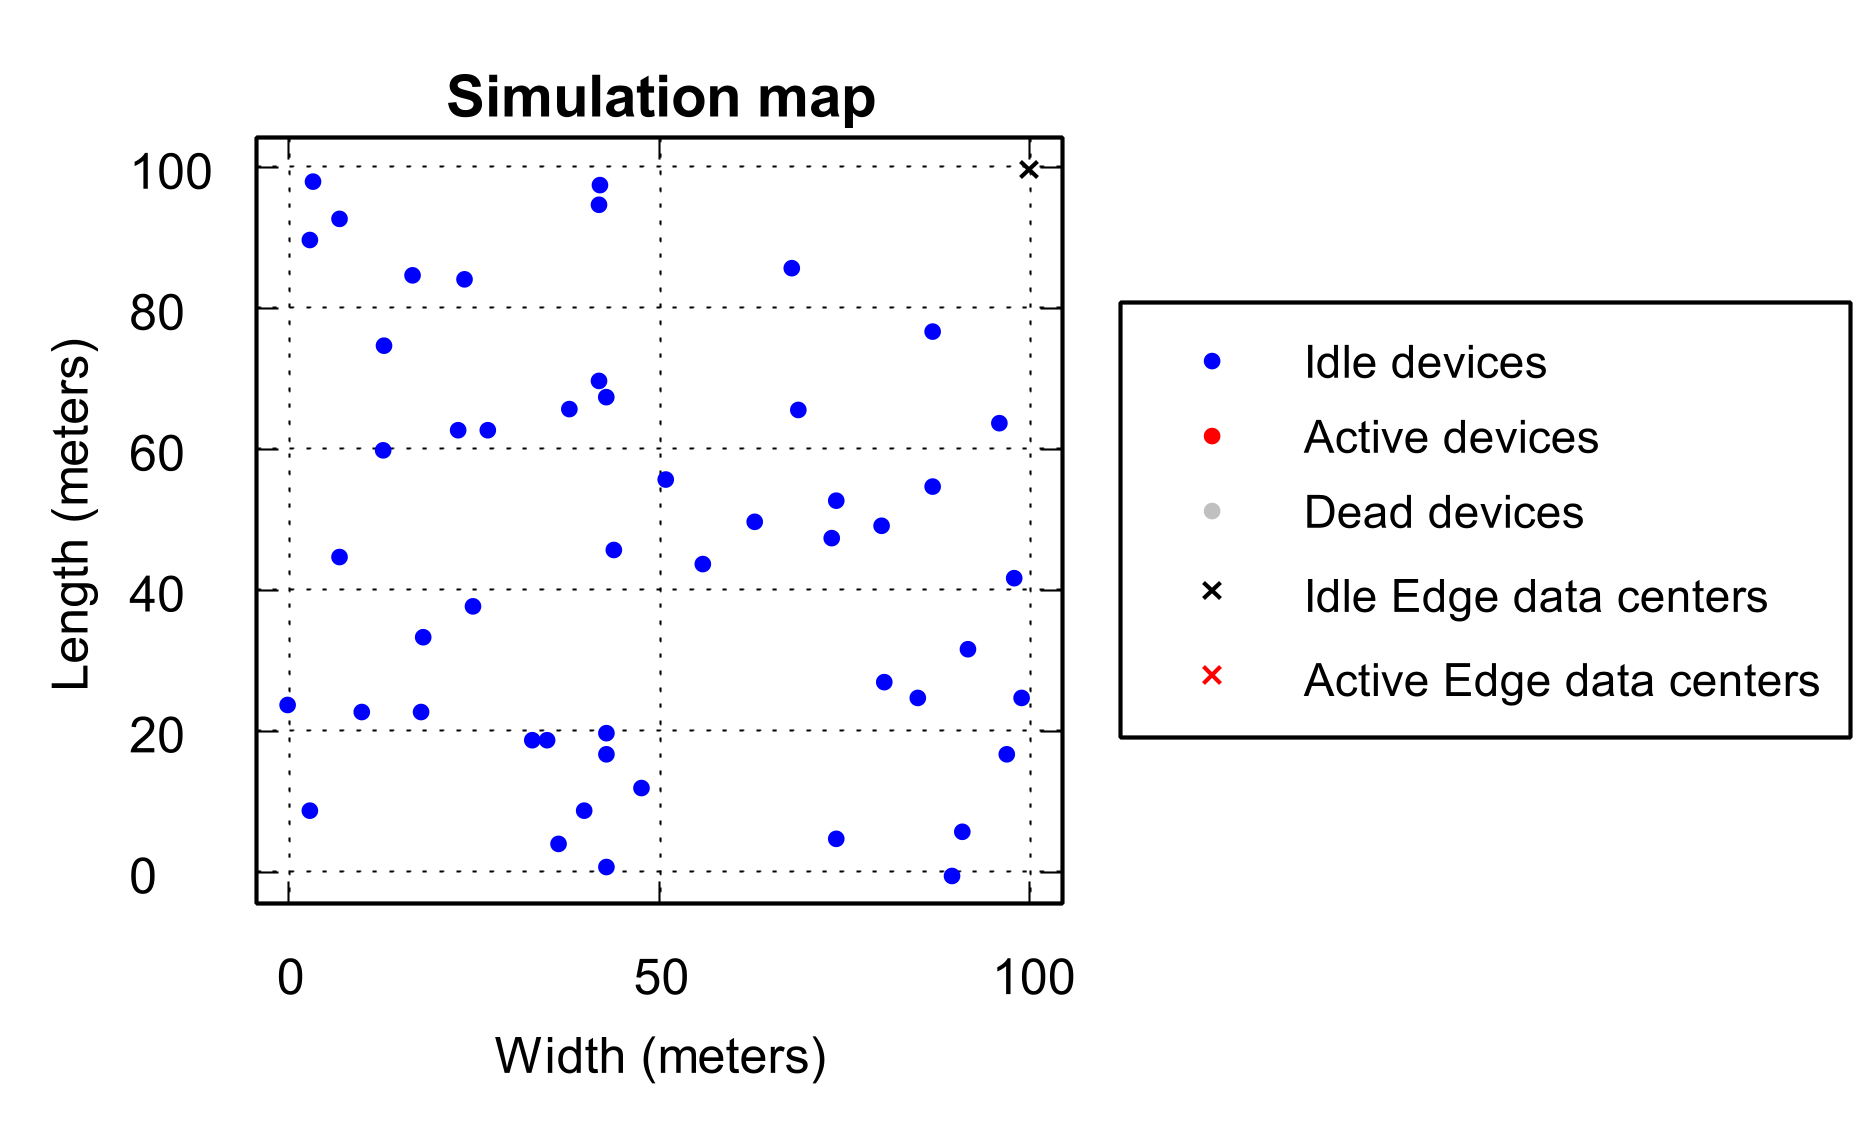 Simulation map
100
80
60
40
20
0
Length (meters)
0 50 100
Width (meters)
Idle devices
Active devices
Dead devices
Idle Edge data centers
Active Edge data centers